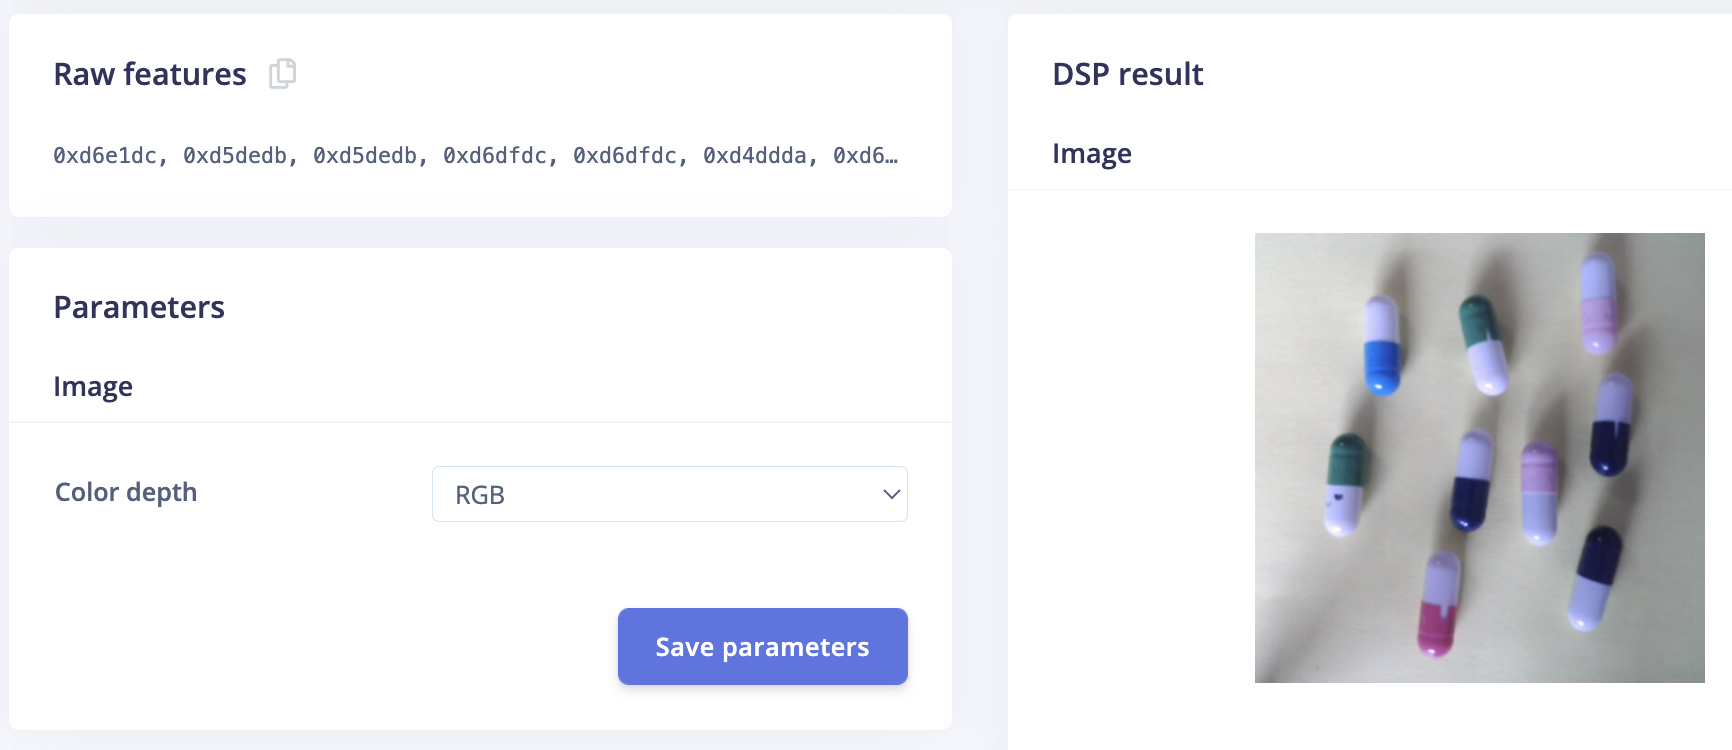 Raw features
0xd6e1dc, 0xd5dedb, 0xd5dedb, 0xd6dfdc, 0xd6dfdc, 0xd4ddda, 0xd6…
Parameters
Image
Color depth
RGB
Save parameters
DSP result
Image